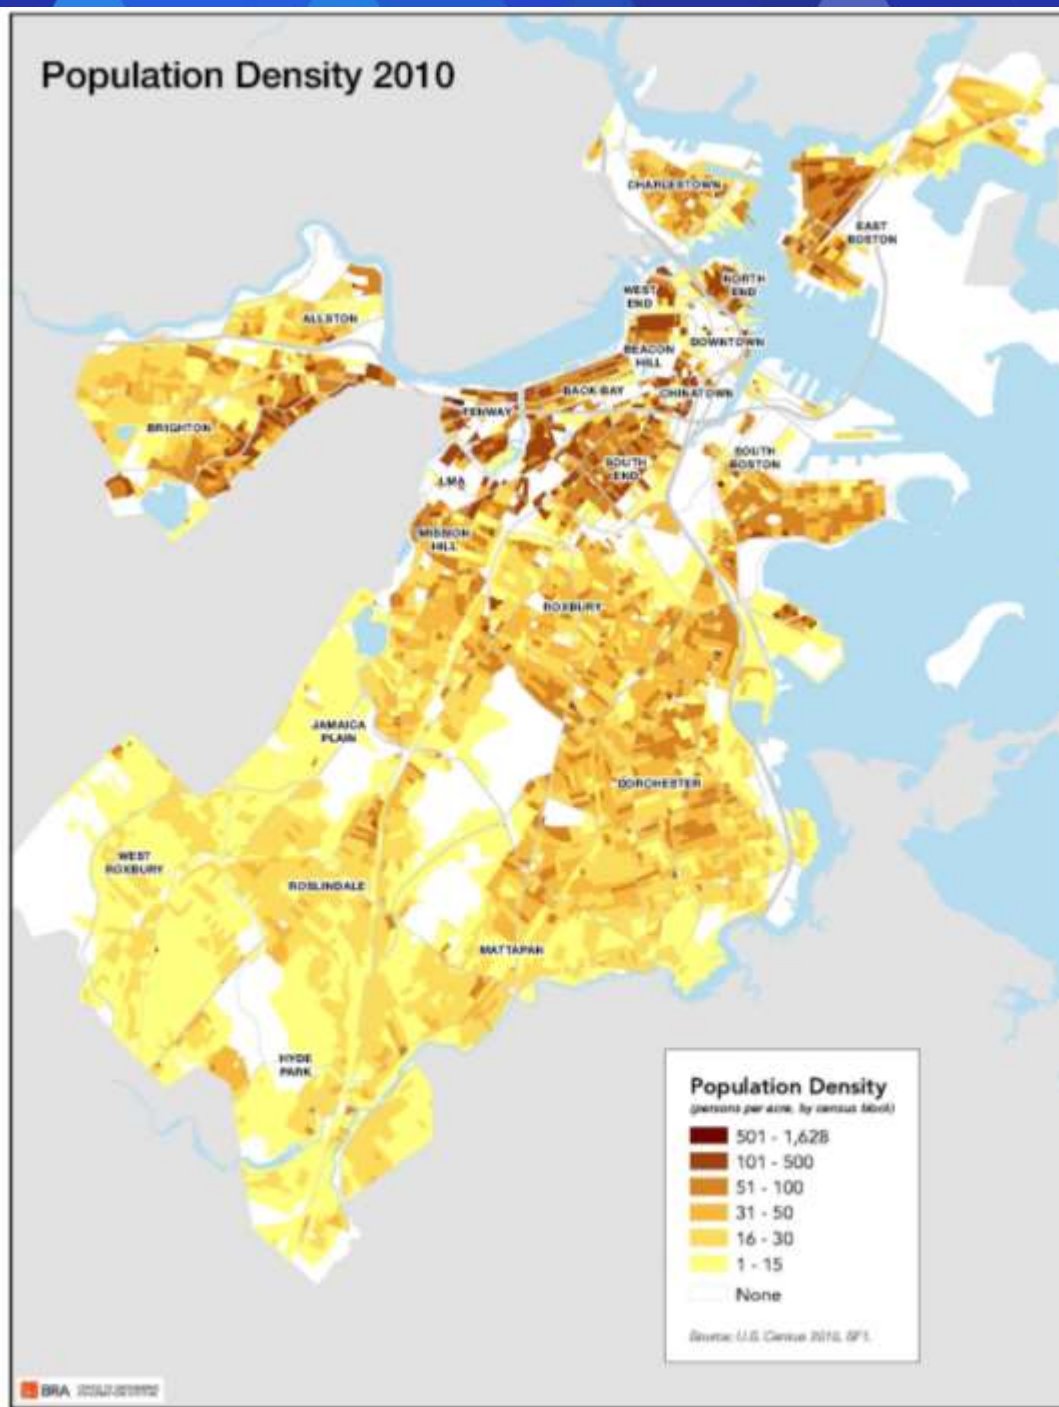 Population Density 2010
CHARLESTOWN
EAST
BOSTON
NORTH
END
WEST
END
ALLSTON
DOWNTOWN
BEACON
HILL
BACK BAY
CHINATOWN
FENWAY
BRIGHTON
SOUTH
BOSTON
SOUTH
END
LMA
MISSION
HILL
ROXBURY
JAMAICA
PLAIN
DORCHESTER
WEST
ROXBURY
ROSLINDALE
MATTAPAN
HYDE
PARK
Population Density
(persons per acre, by census block)
501 - 1,628
101 - 500
51 - 100
31 - 50
16 - 30
1 - 15
None
Source: U.S. Census 2010, SF1.
BRA